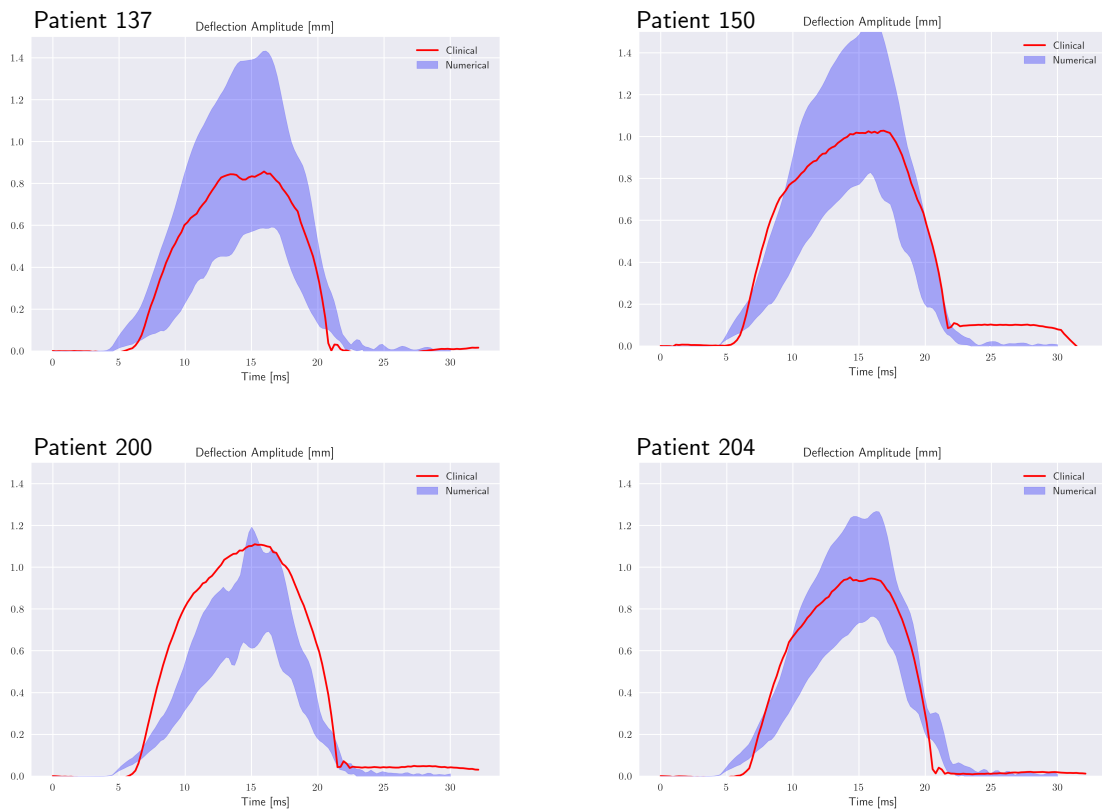 Patient 137
Deflection Amplitude [mm]
Clinical
Numerical
1.4
1.2
1.0
0.8
0.6
0.4
0.2
0.0
0 5 10 15 20 25 30
Time [ms]
Patient 150
Deflection Amplitude [mm]
Clinical
Numerical
1.4
1.2
1.0
0.8
0.6
0.4
0.2
0.0
0 5 10 15 20 25 30
Time [ms]
Patient 200
Deflection Amplitude [mm]
Clinical
Numerical
1.4
1.2
1.0
0.8
0.6
0.4
0.2
0.0
0 5 10 15 20 25 30
Time [ms]
Patient 204
Deflection Amplitude [mm]
Clinical
Numerical
1.4
1.2
1.0
0.8
0.6
0.4
0.2
0.0
0 5 10 15 20 25 30
Time [ms]